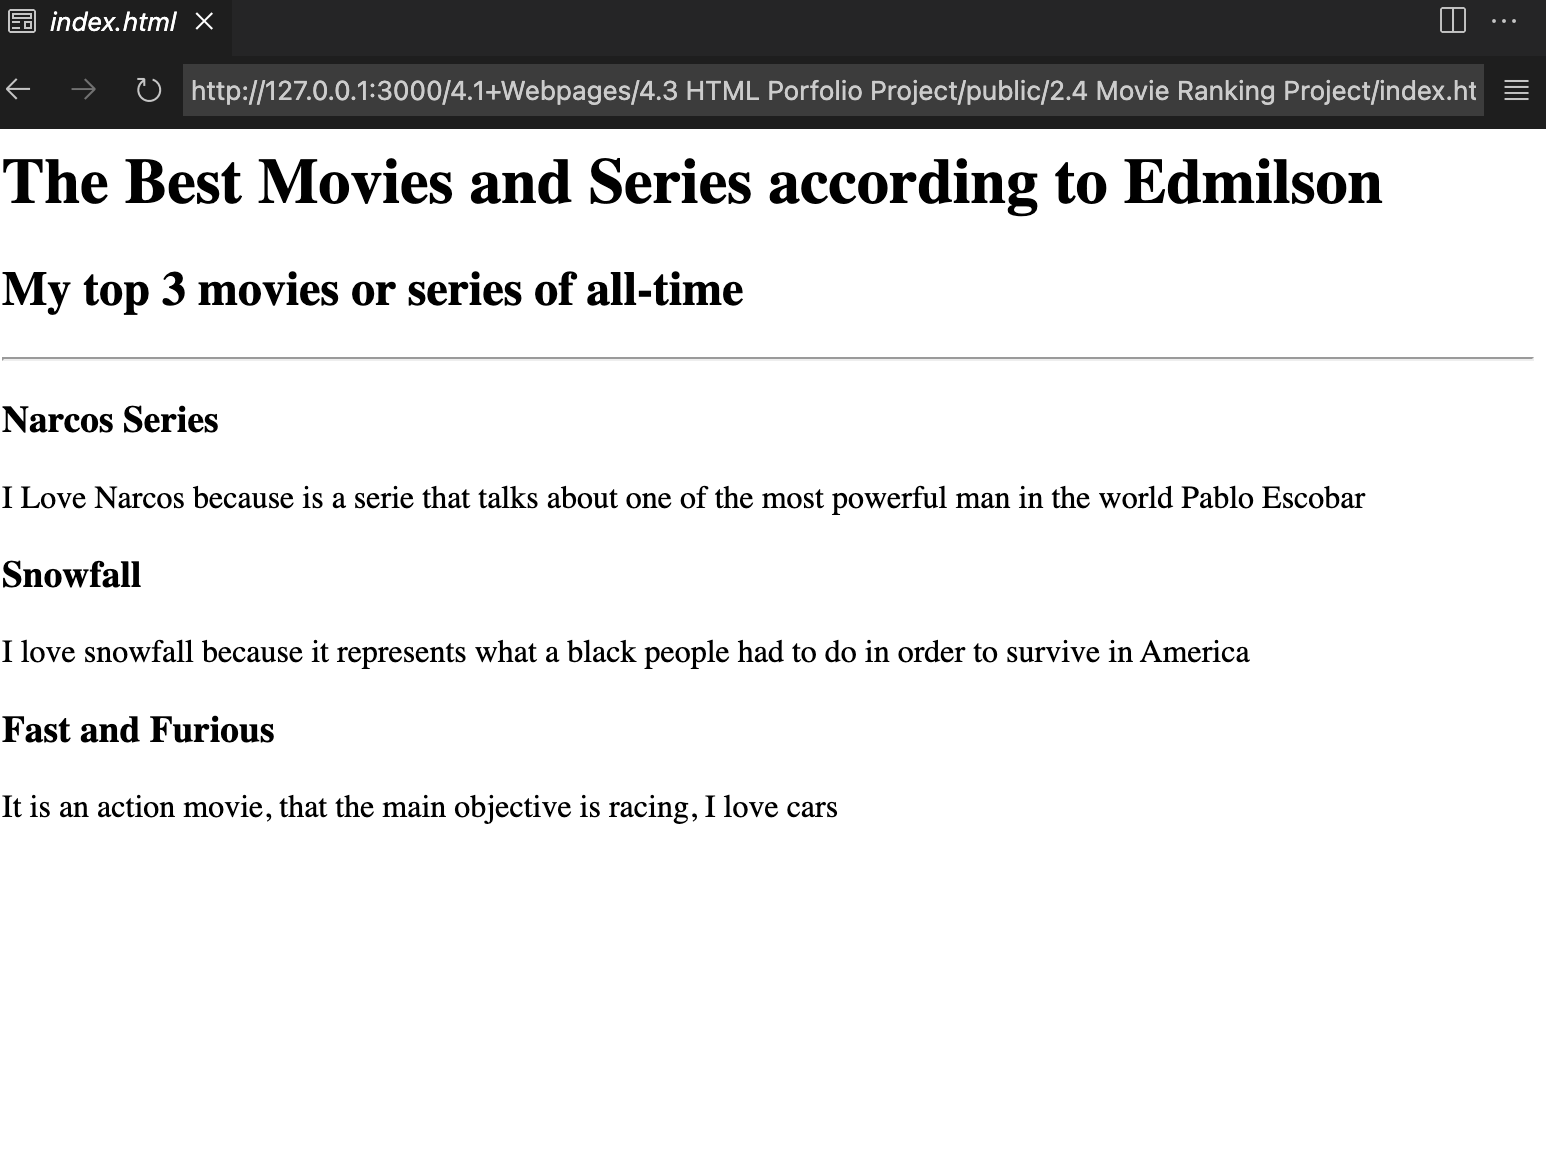 index.html
http://127.0.0.1:3000/4.1+Webpages/4.3 HTML Porfolio Project/public/2.4 Movie Ranking Project/index.ht
The Best Movies and Series according to Edmilson
My top 3 movies or series of all-time
Narcos Series
I Love Narcos because is a serie that talks about one of the most powerful man in the world Pablo Escobar
Snowfall
I love snowfall because it represents what a black people had to do in order to survive in America
Fast and Furious
It is an action movie, that the main objective is racing, I love cars